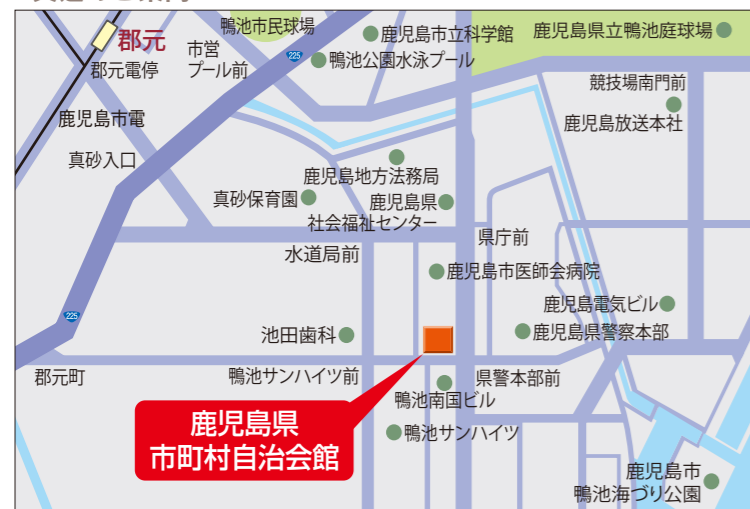 郡元
郡元電停
鹿児島市電
真砂入口
鴨池市民球場
市営
プール前
225
鹿児島市立科学館
鴨池公園水泳プール
鹿児島県立鴨池庭球場
競技場南門前
鹿児島放送本社
鹿児島地方法務局
真砂保育園
鹿児島県
社会福祉センター
水道局前
県庁前
鹿児島市医師会病院
225
池田歯科
鹿児島電気ビル
鹿児島県警察本部
郡元町
鴨池サンハイツ前
県警本部前
鴨池南国ビル
鹿児島県
市町村自治会館
鴨池サンハイツ
鹿児島市
鴨池海づり公園